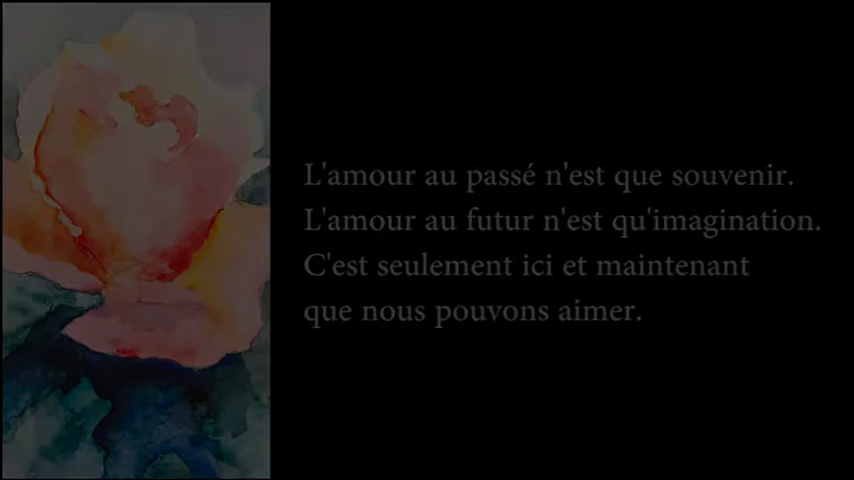 L'amour au passé n'est que souvenir.
L'amour au futur n'est qu'imagination.
C'est seulement ici et maintenant
que nous pouvons aimer.